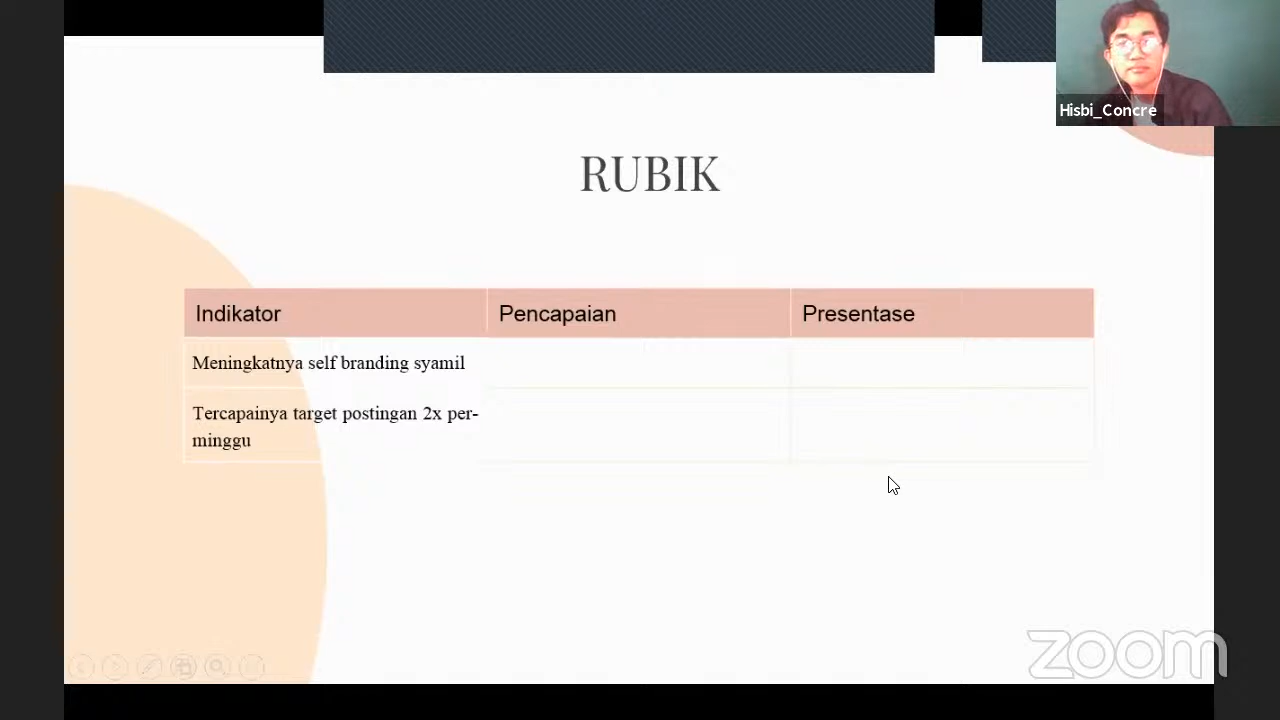 Hisbi_Concre
RUBIK
Indikator
Pencapaian
Presentase
Meningkatnya self branding syamil
Tercapainya target postingan 2x per-
minggu
zoom